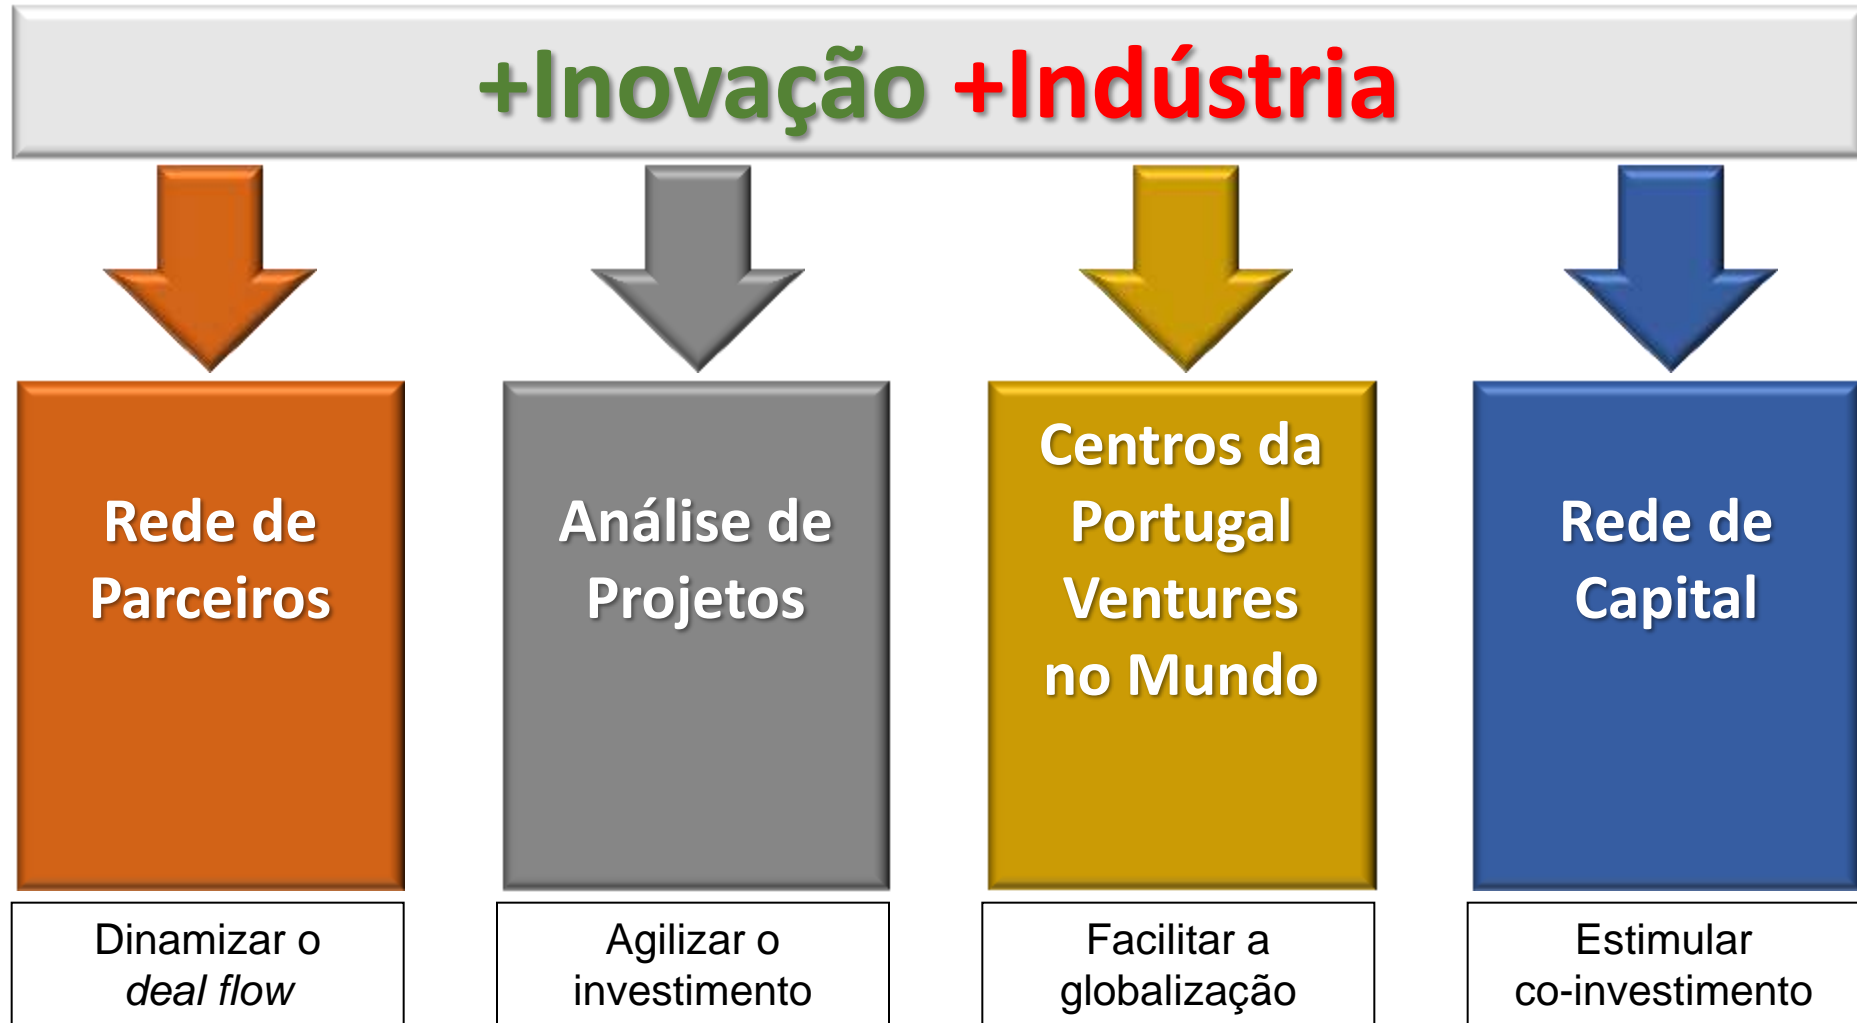 +Inovação +Indústria
Rede de
Parceiros
Análise de
Projetos
Centros da
Portugal
Ventures
no Mundo
Rede de
Capital
Dinamizar o
deal flow
Agilizar o
investimento
Facilitar a
globalização
Estimular
co-investimento